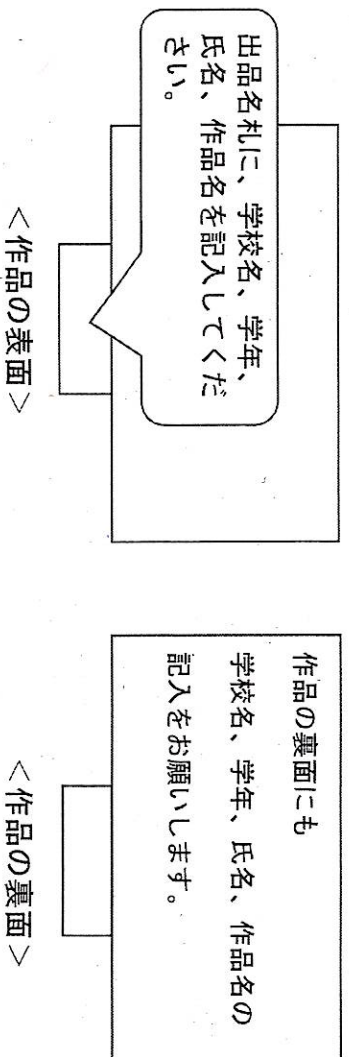 出品名札に、学校名、学年、
氏名、作品名を記入してくだ
さい。
＜作品の表面＞
作品の裏面にも
学校名、学年、氏名、作品名の
記入をお願いします。
＜作品の裏面＞